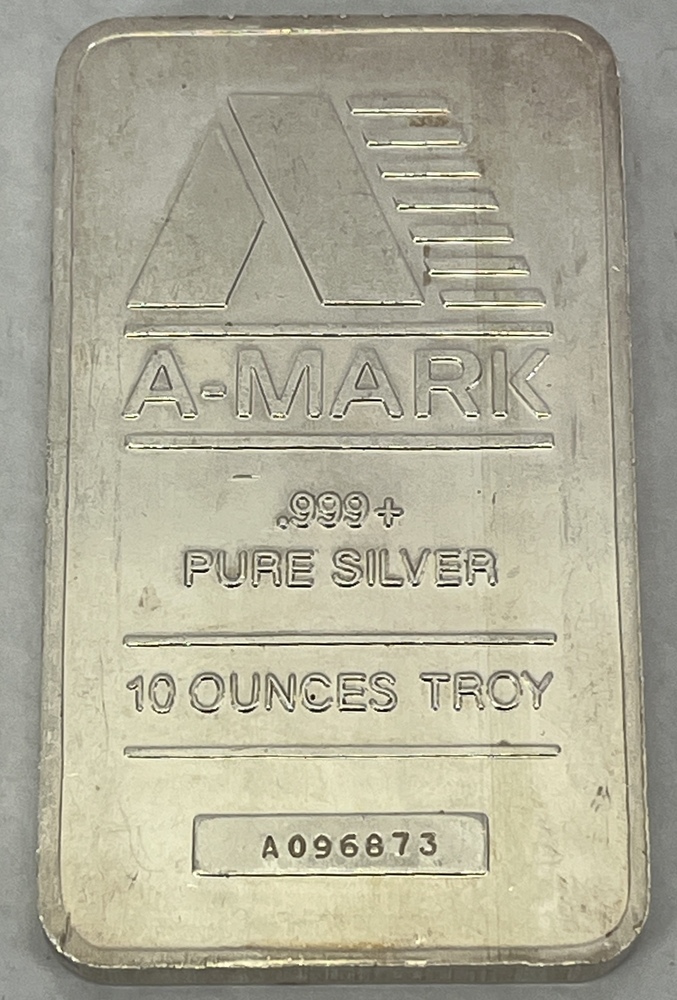 A-MARK
.999+
PURE SILVER
10 OUNCES TROY
A096873